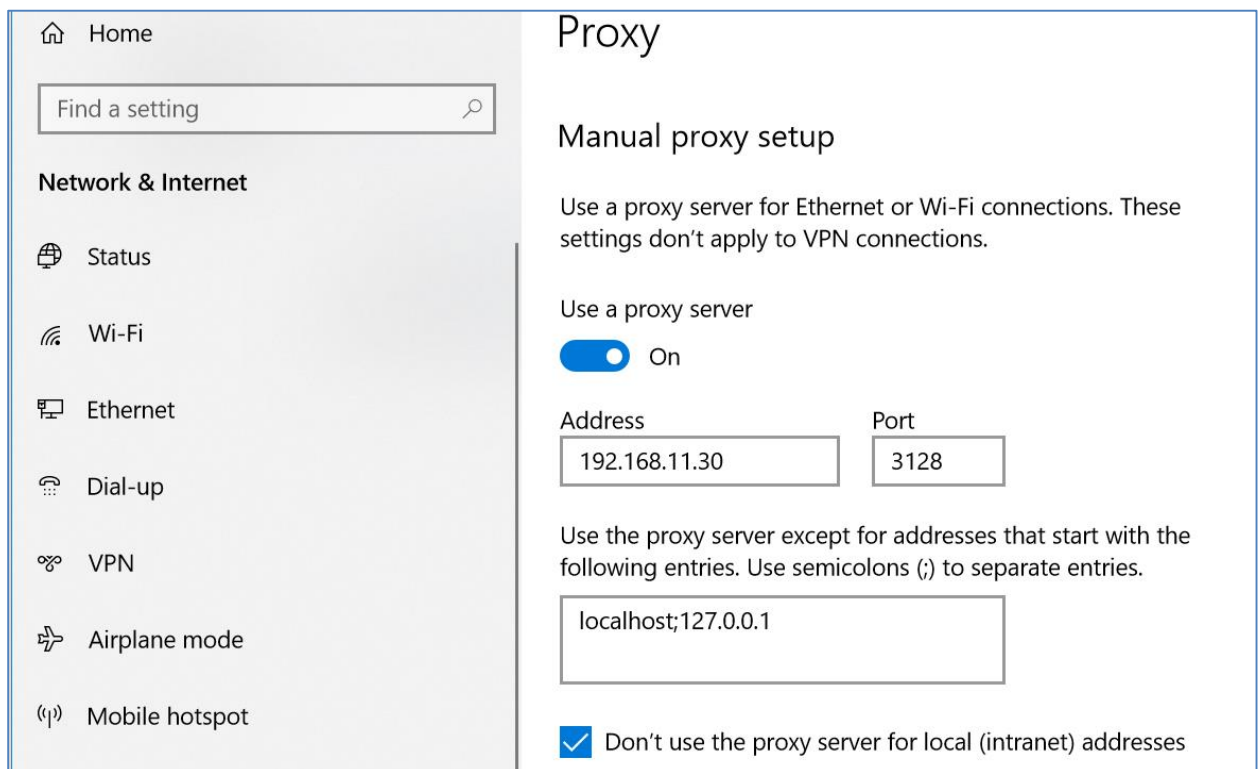 Home
Find a setting
Network & Internet
Status
Wi-Fi
Ethernet
Dial-up
VPN
Airplane mode
Mobile hotspot
Proxy
Manual proxy setup
Use a proxy server for Ethernet or Wi-Fi connections. These
settings don't apply to VPN connections.
Use a proxy server
On
Address Port
192.168.11.30 3128
Use the proxy server except for addresses that start with the
following entries. Use semicolons (;) to separate entries.
localhost;127.0.0.1
Don't use the proxy server for local (intranet) addresses